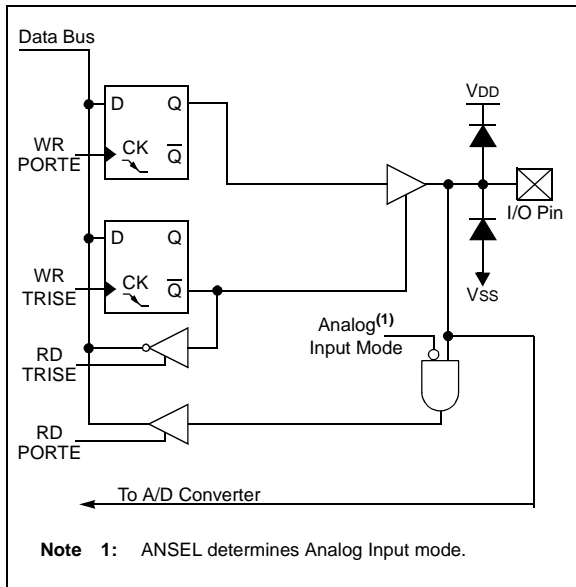 Data Bus
D Q
VDD
WR
PORTE
CK
Q
I/O Pin
D Q
WR
TRISE
CK
Q
VSS
Analog(1)
Input Mode
RD
TRISE
RD
PORTE
To A/D Converter
Note 1: ANSEL determines Analog Input mode.